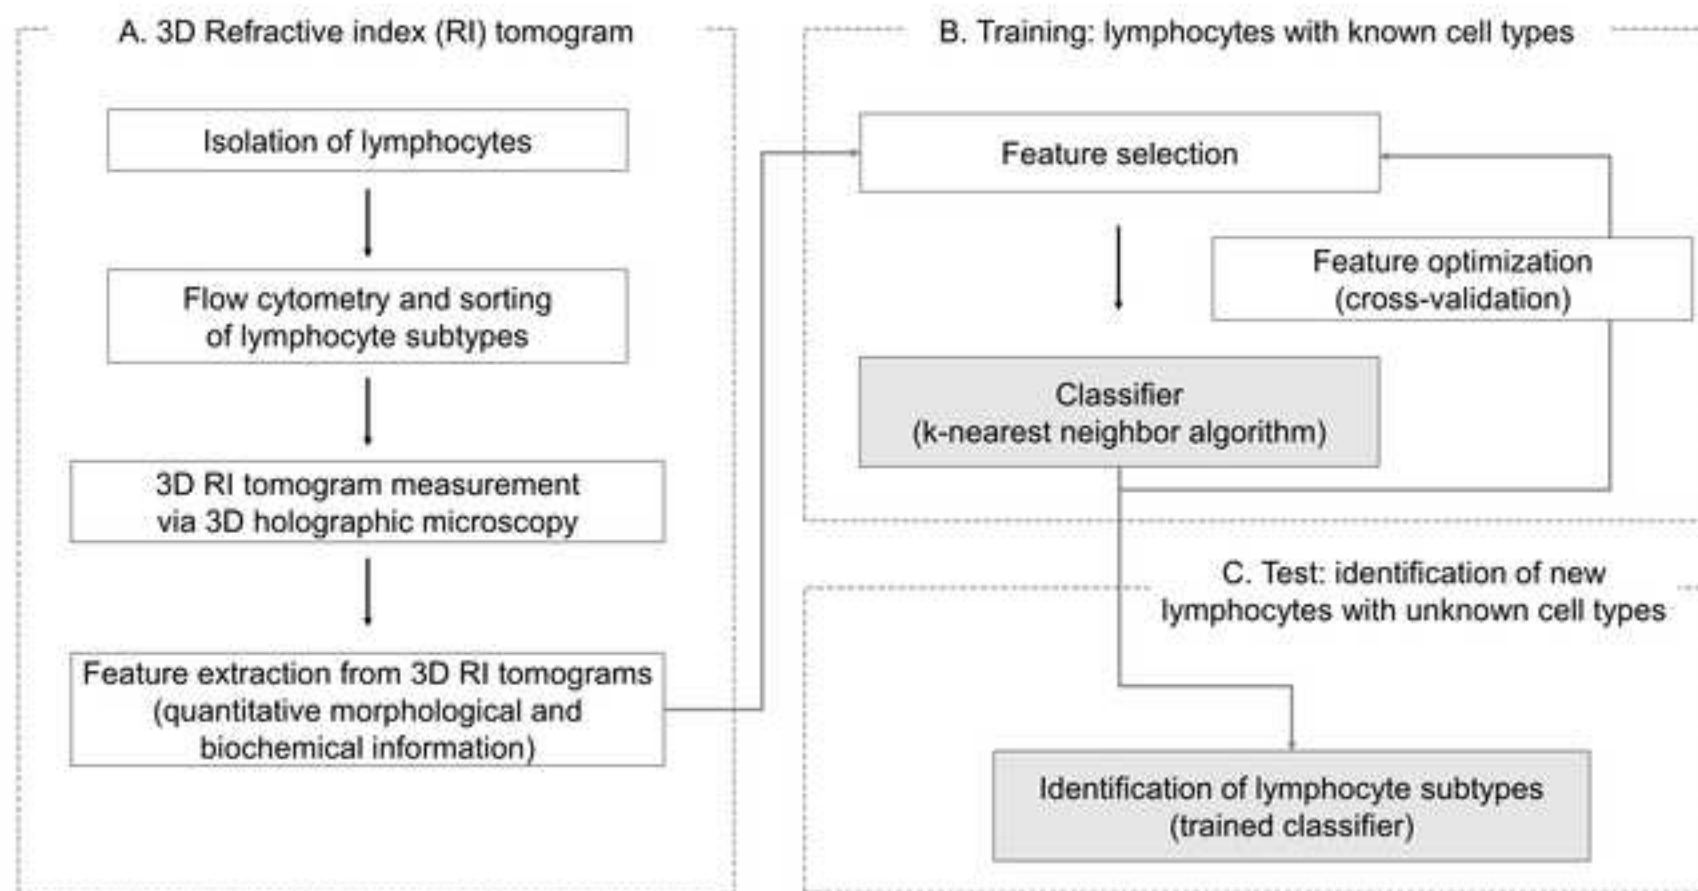 A. 3D Refractive index (RI) tomogram
Isolation of lymphocytes
Flow cytometry and sorting
of lymphocyte subtypes
3D RI tomogram measurement
via 3D holographic microscopy
Feature extraction from 3D RI tomograms
(quantitative morphological and
biochemical information)
B. Training: lymphocytes with known cell types
Feature selection
Feature optimization
(cross-validation)
Classifier
(k-nearest neighbor algorithm)
C. Test: identification of new
lymphocytes with unknown cell types
Identification of lymphocyte subtypes
(trained classifier)